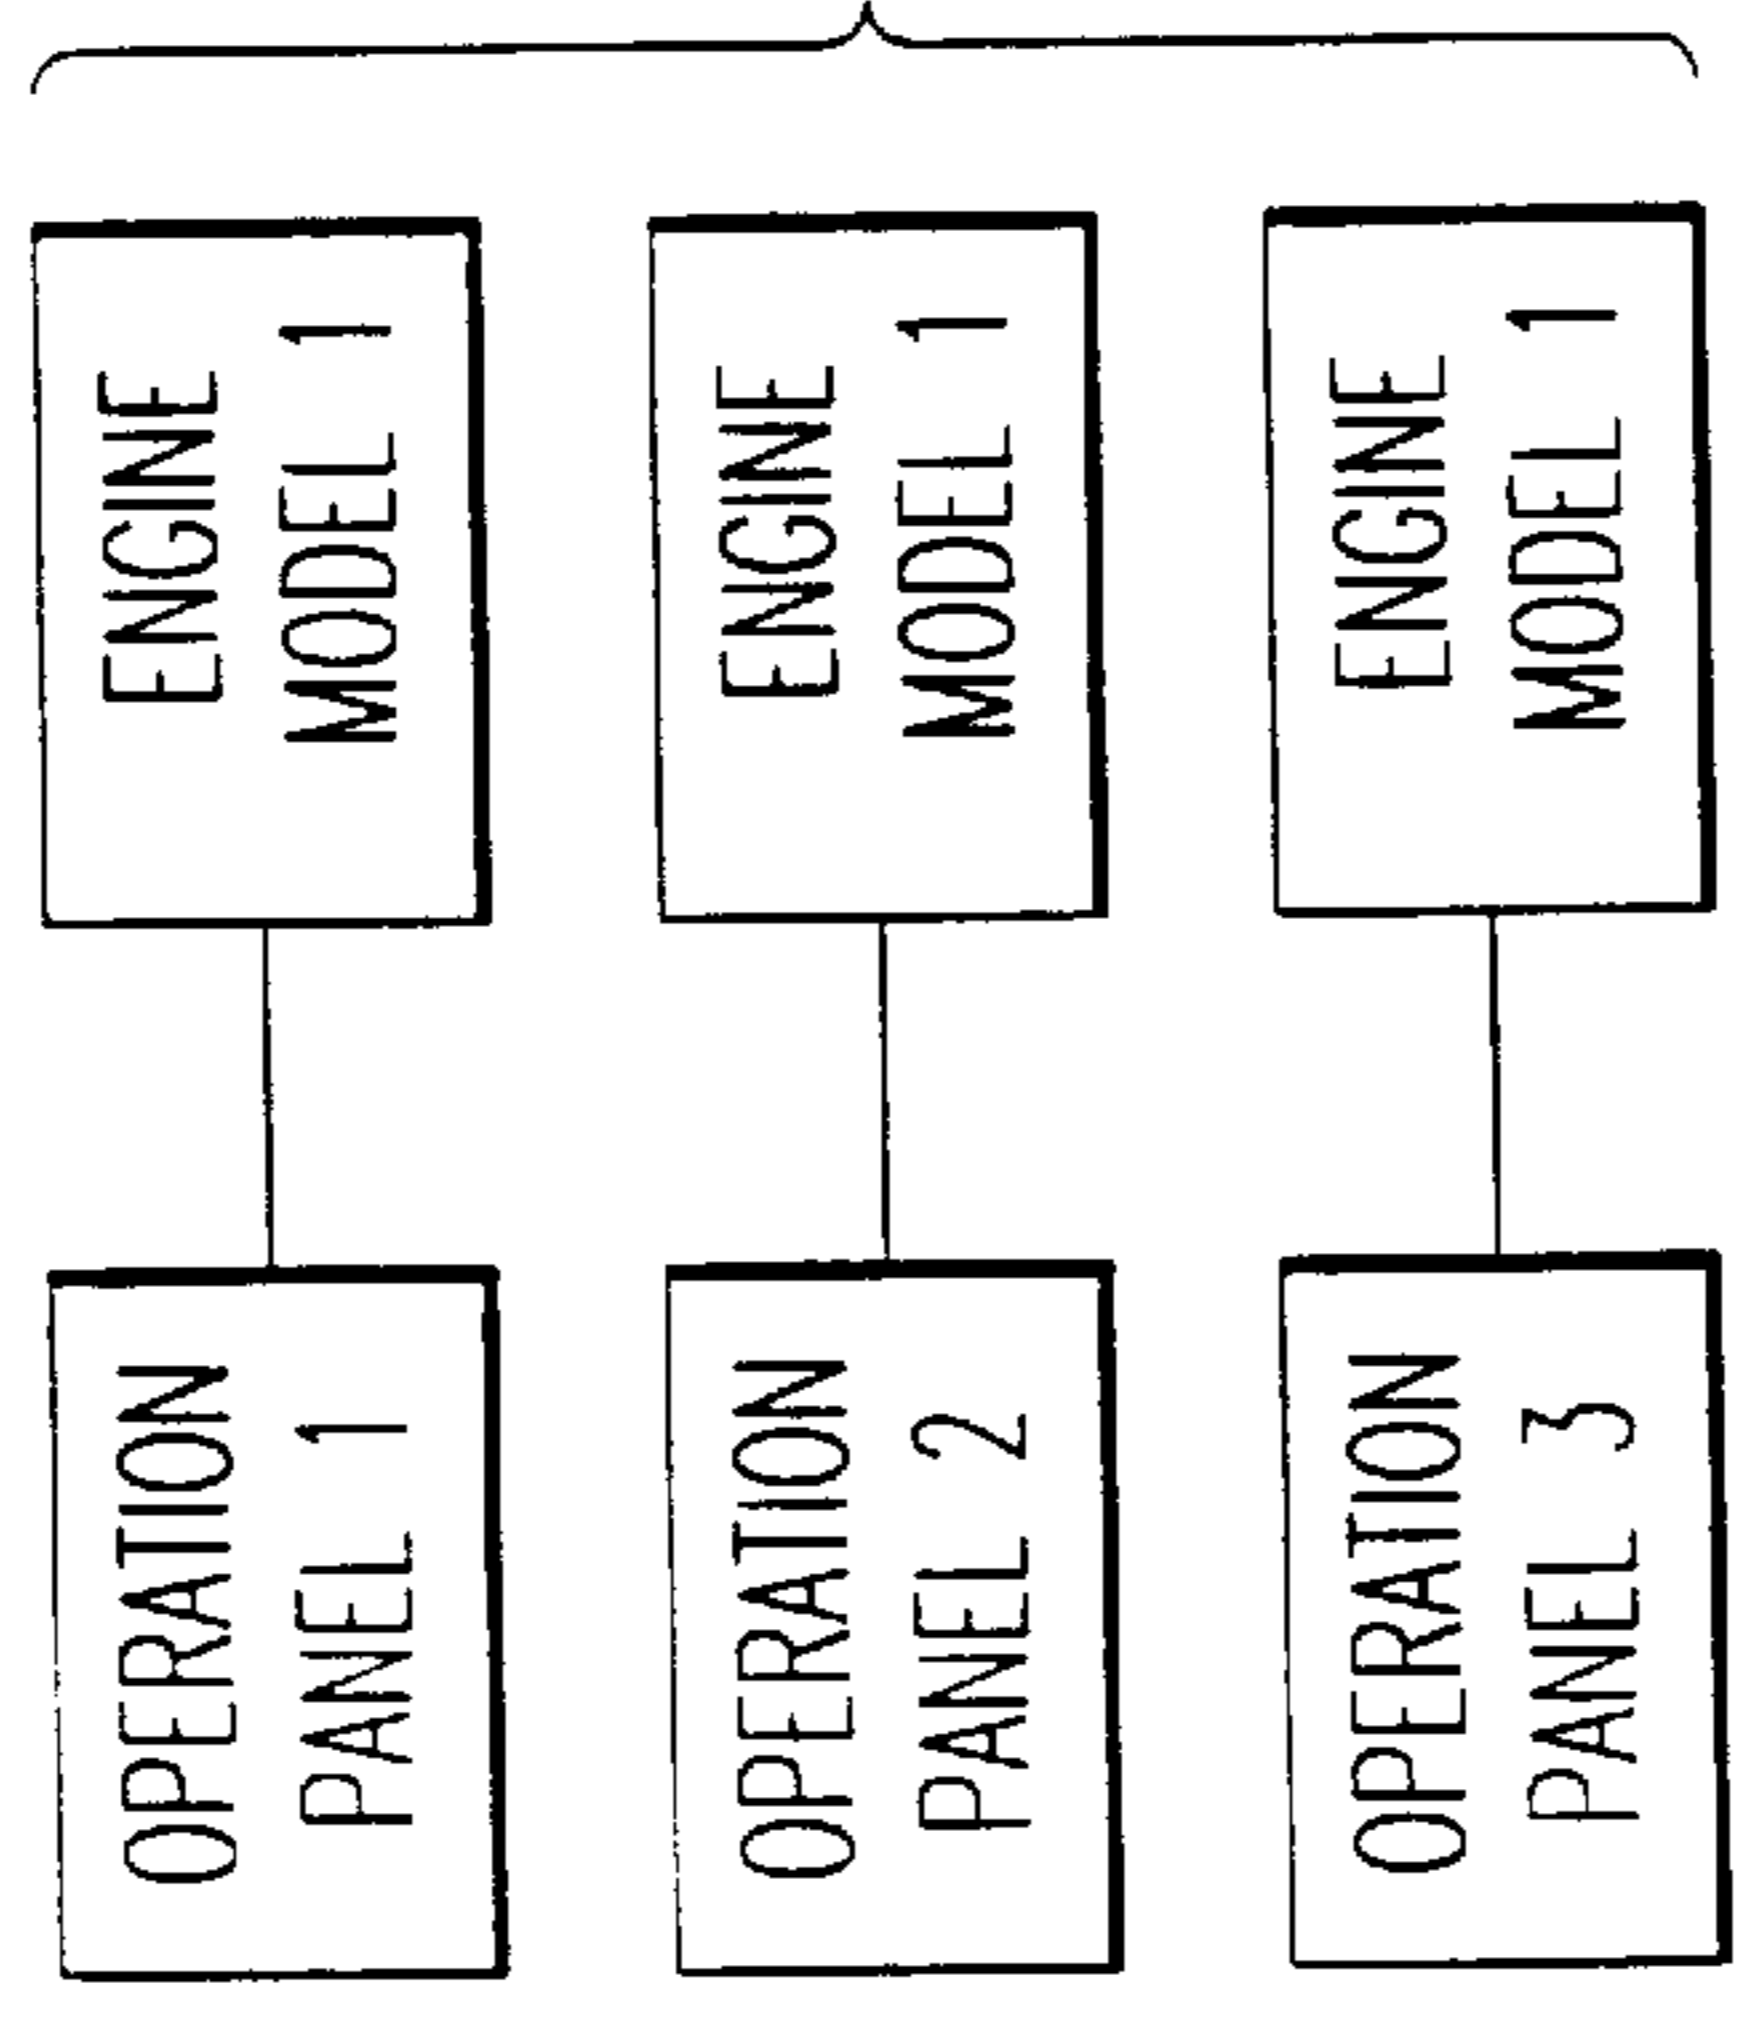 OPERATION
PANEL 1
ENGINE
MODEL 1
OPERATION
PANEL 2
ENGINE
MODEL 1
OPERATION
PANEL 3
ENGINE
MODEL 1